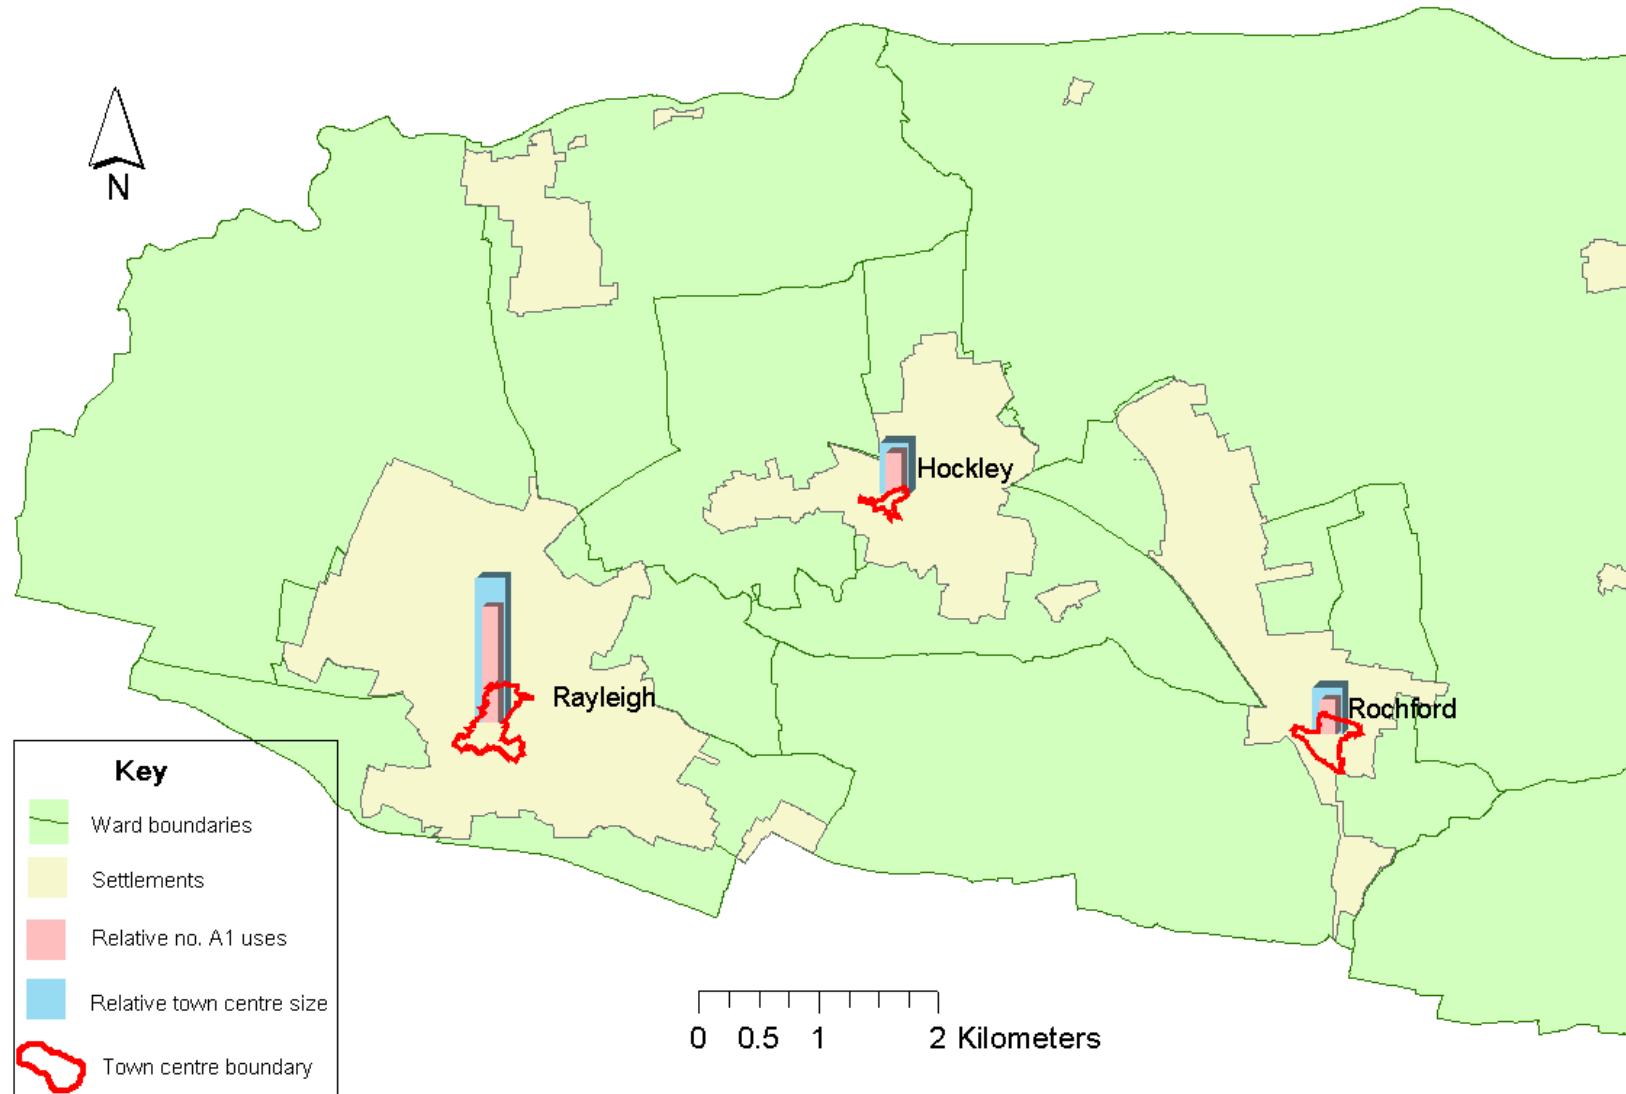 N
Hockley
Rayleigh
Rochford
Key
Ward boundaries
Settlements
Relative no. A1 uses
Relative town centre size
Town centre boundary
0 0.5 1 2 Kilometers